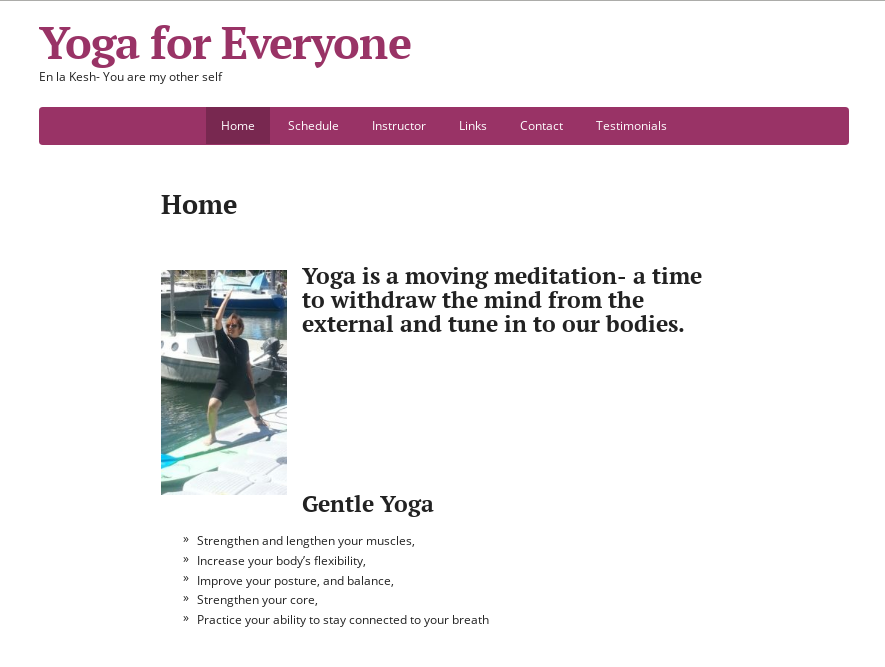 Yoga for Everyone
En la Kesh- You are my other self
Home Schedule Instructor Links Contact Testimonials
Home
Yoga is a moving meditation- a time
to withdraw the mind from the
external and tune in to our bodies.
Gentle Yoga
» Strengthen and lengthen your muscles,
» Increase your body’s flexibility,
» Improve your posture, and balance,
» Strengthen your core,
» Practice your ability to stay connected to your breath